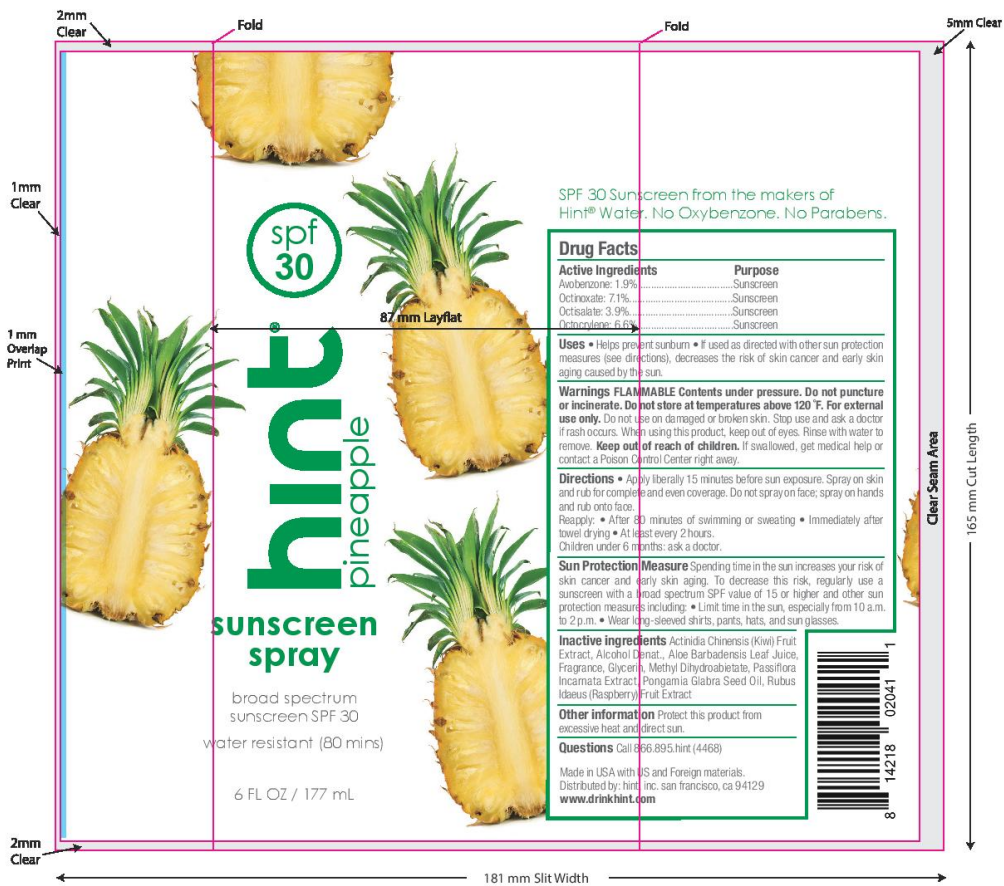 2mm
Clear
Fold
Fold
5mm Clear
1mm
Clear
1 mm
Overlap
Print
87 mm Layflat
Clear Seam Area
165 mm Cut Length
2mm
Clear
181 mm Slit Width
spf
30
hint®
pineapple
sunscreen
spray
broad spectrum
sunscreen SPF 30
water resistant (80 mins)
6 FL OZ / 177 mL
SPF 30 Sunscreen from the makers of
Hint® Water. No Oxybenzone. No Parabens.
Drug Facts
Active Ingredients Purpose
Avobenzone: 1.9%..................................Sunscreen
Octinoxate: 7.1%...................................Sunscreen
Octisalate: 3.9%...................................Sunscreen
Octocrylene: 6.6%.................................Sunscreen
Uses • Helps prevent sunburn • If used as directed with other sun protection
measures (see directions), decreases the risk of skin cancer and early skin
aging caused by the sun.
Warnings FLAMMABLE Contents under pressure. Do not puncture
or incinerate. Do not store at temperatures above 120 ˚F. For external
use only. Do not use on damaged or broken skin. Stop use and ask a doctor
if rash occurs. When using this product, keep out of eyes. Rinse with water to
remove. Keep out of reach of children. If swallowed, get medical help or
contact a Poison Control Center right away.
Directions • Apply liberally 15 minutes before sun exposure. Spray on skin
and rub for complete and even coverage. Do not spray on face; spray on hands
and rub onto face.
Reapply: • After 80 minutes of swimming or sweating • Immediately after
towel drying • At least every 2 hours.
Children under 6 months: ask a doctor.
Sun Protection Measure Spending time in the sun increases your risk of
skin cancer and early skin aging. To decrease this risk, regularly use a
sunscreen with a broad spectrum SPF value of 15 or higher and other sun
protection measures including: • Limit time in the sun, especially from 10 a.m.
to 2 p.m. • Wear long-sleeved shirts, pants, hats, and sun glasses.
Inactive ingredients Actinidia Chinensis (Kiwi) Fruit
Extract, Alcohol Denat., Aloe Barbadensis Leaf Juice,
Fragrance, Glycerin, Methyl Dihydroabietate, Passiflora
Incarnata Extract, Pongamia Glabra Seed Oil, Rubus
Idaeus (Raspberry) Fruit Extract
Other information Protect this product from
excessive heat and direct sun.
Questions Call 866.895.hint (4468)
Made in USA with US and Foreign materials.
Distributed by: hint, inc. san francisco, ca 94129
www.drinkhint.com
8 14218 02041 1